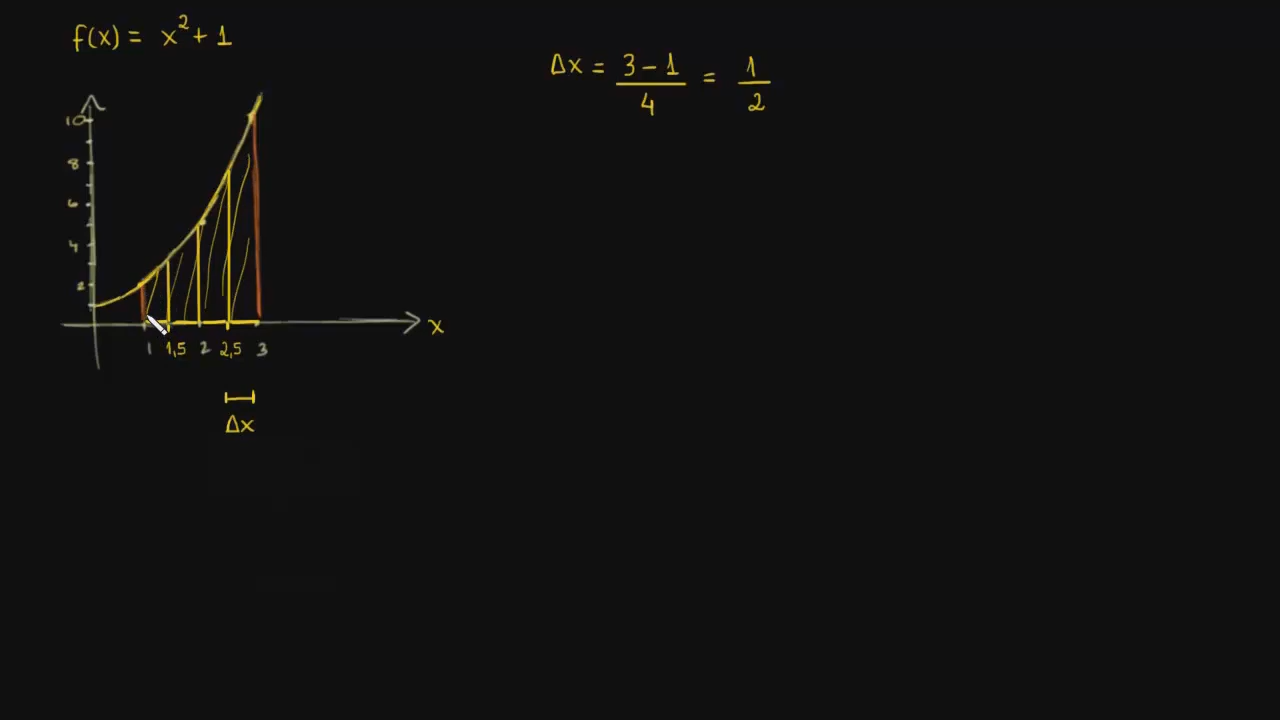 f(x) = x² + 1
Δx = (3 − 1)/4 = 1/2
10
8
6
4
2
x
1 1,5 2 2,5 3
Δx